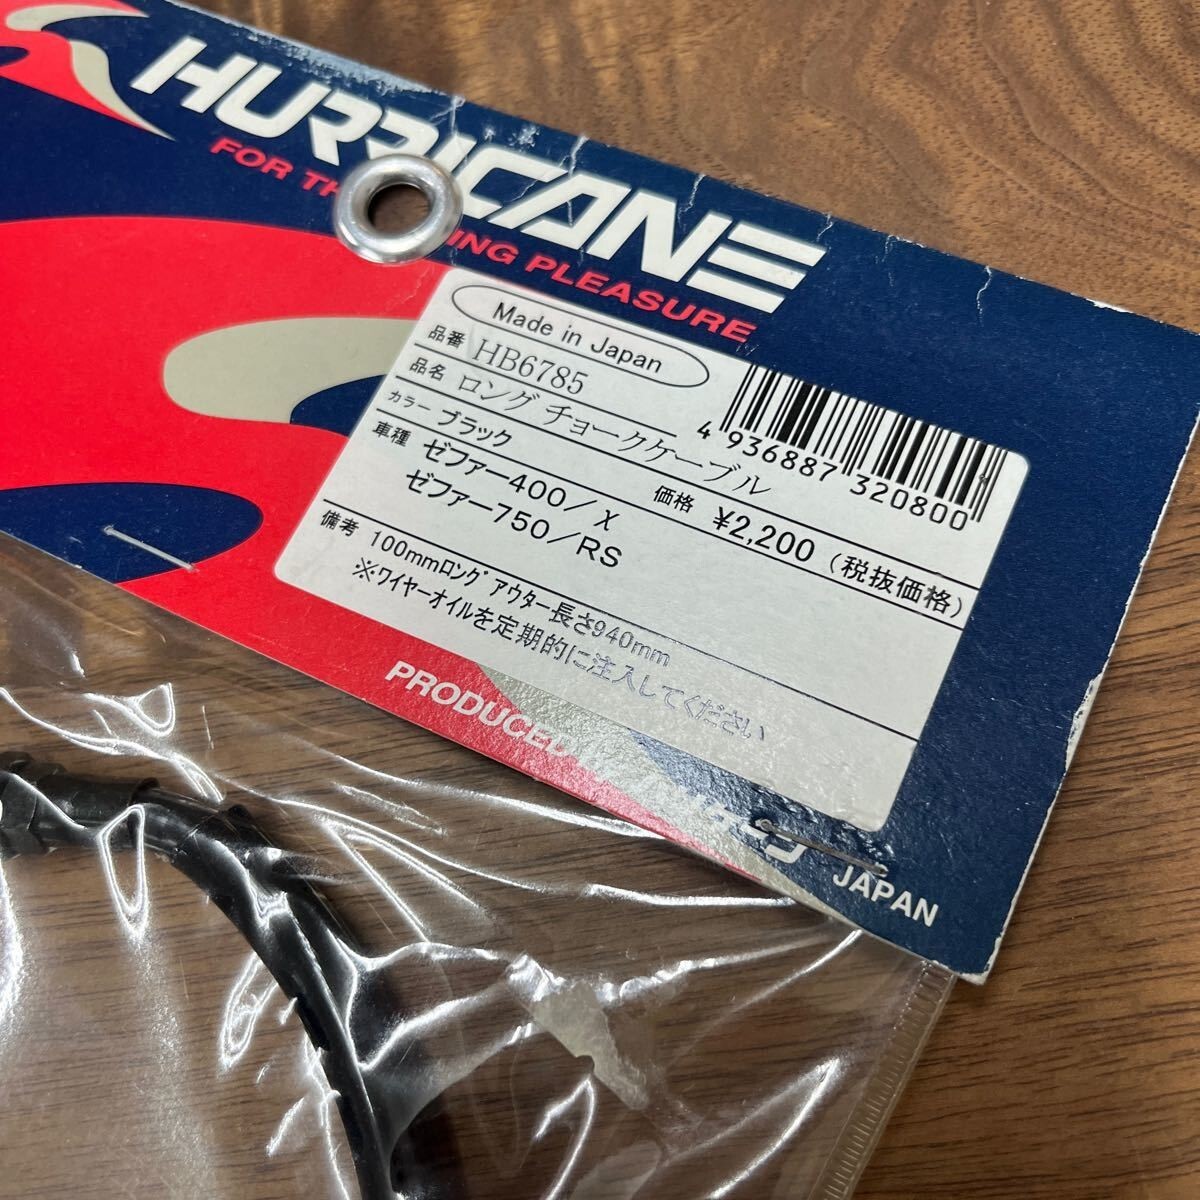 HURRICANE
FOR TH ING PLEASURE
Made in Japan
品番 HB6785
品名 ロング チョークケーブル
カラー ブラック 価格 ¥2,200 (税抜価格)
車種 ゼファー400/χ
ゼファー750/RS
備考 100mmロング アウター長さ940mm
※ワイヤーオイルを定期的に注入してください
4 936887 320800
PRODUCED
JAPAN